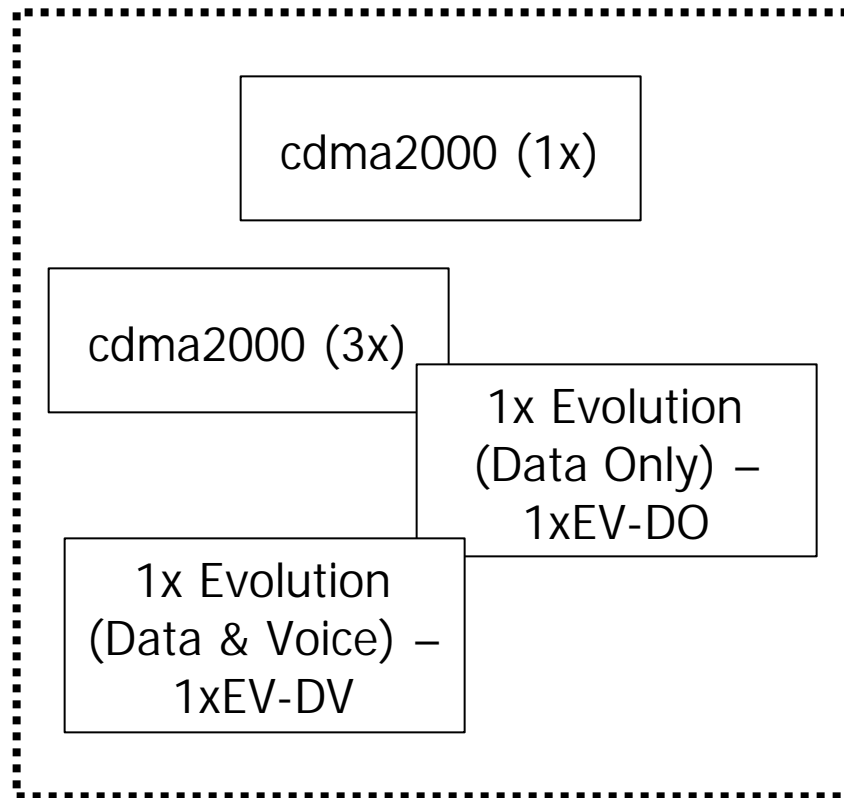 cdma2000 (1x)
cdma2000 (3x)
1x Evolution
(Data Only) –
1xEV-DO
1x Evolution
(Data & Voice) –
1xEV-DV